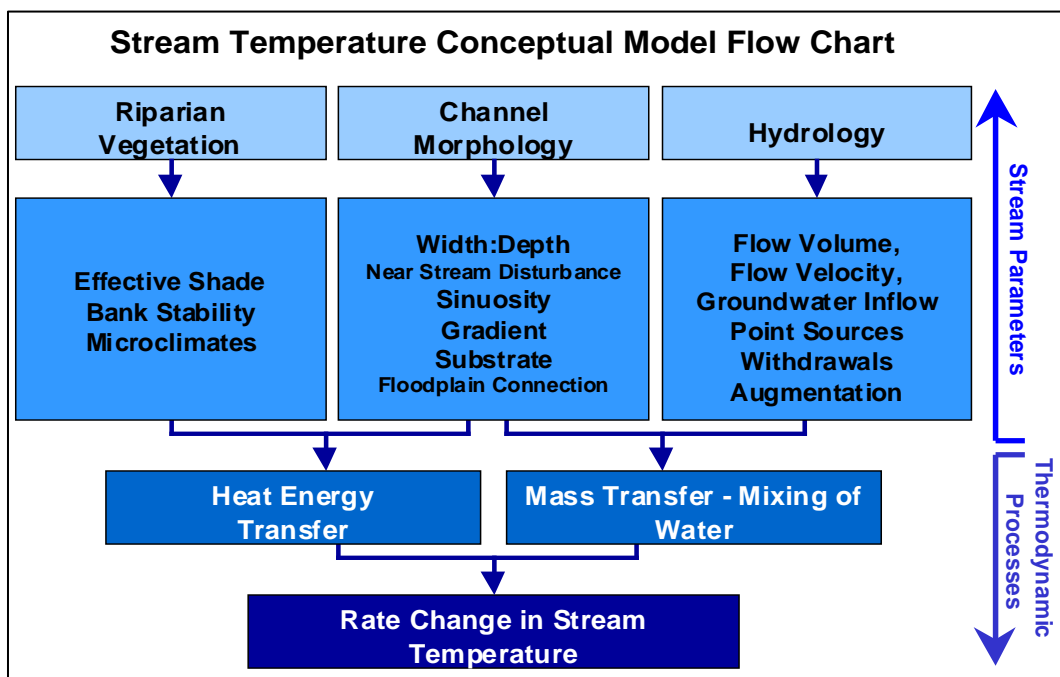 Stream Temperature Conceptual Model Flow Chart
Riparian
Vegetation
Channel
Morphology
Hydrology
Effective Shade
Bank Stability
Microclimates
Width:Depth
Near Stream Disturbance
Sinuosity
Gradient
Substrate
Floodplain Connection
Flow Volume,
Flow Velocity,
Groundwater Inflow
Point Sources
Withdrawals
Augmentation
Stream Parameters
Heat Energy
Transfer
Mass Transfer - Mixing of
Water
Rate Change in Stream
Temperature
Thermodynamic
Processes